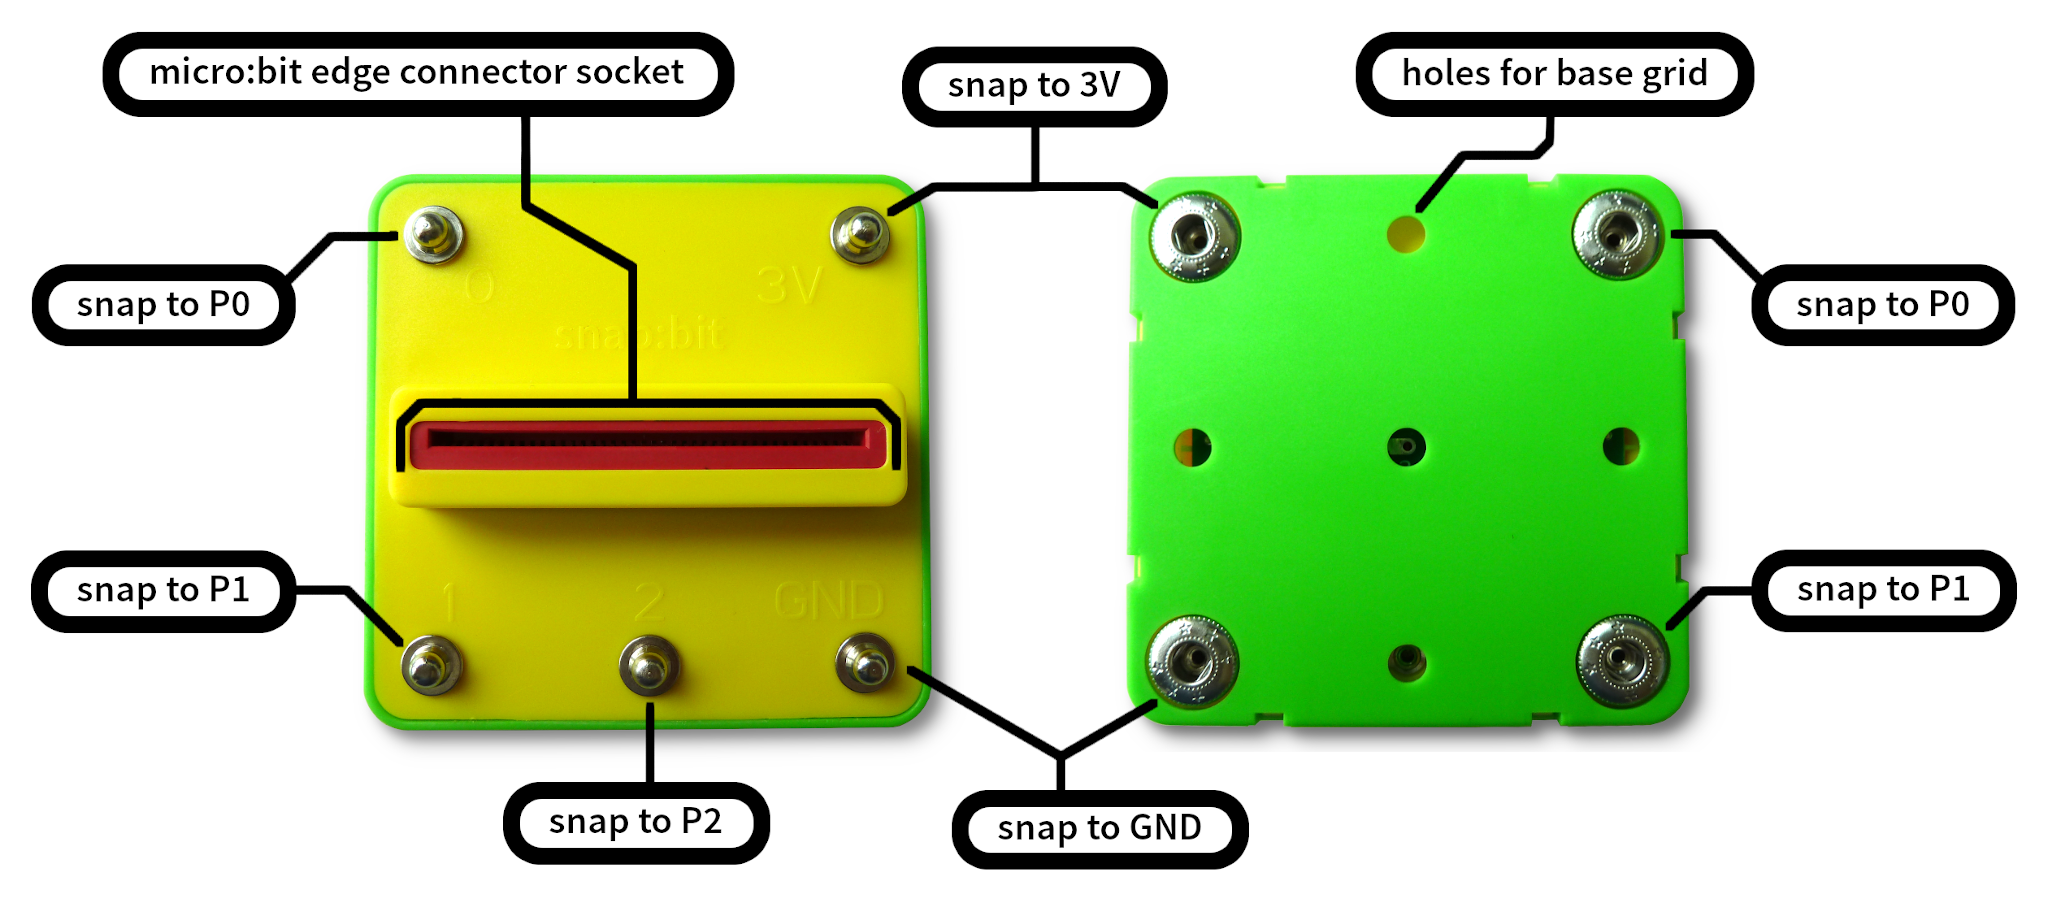 micro:bit edge connector socket
snap to 3V
holes for base grid
snap to P0
snap to P0
0
3V
snap:bit
snap to P1
snap to P1
1
2
GND
snap to P2
snap to GND